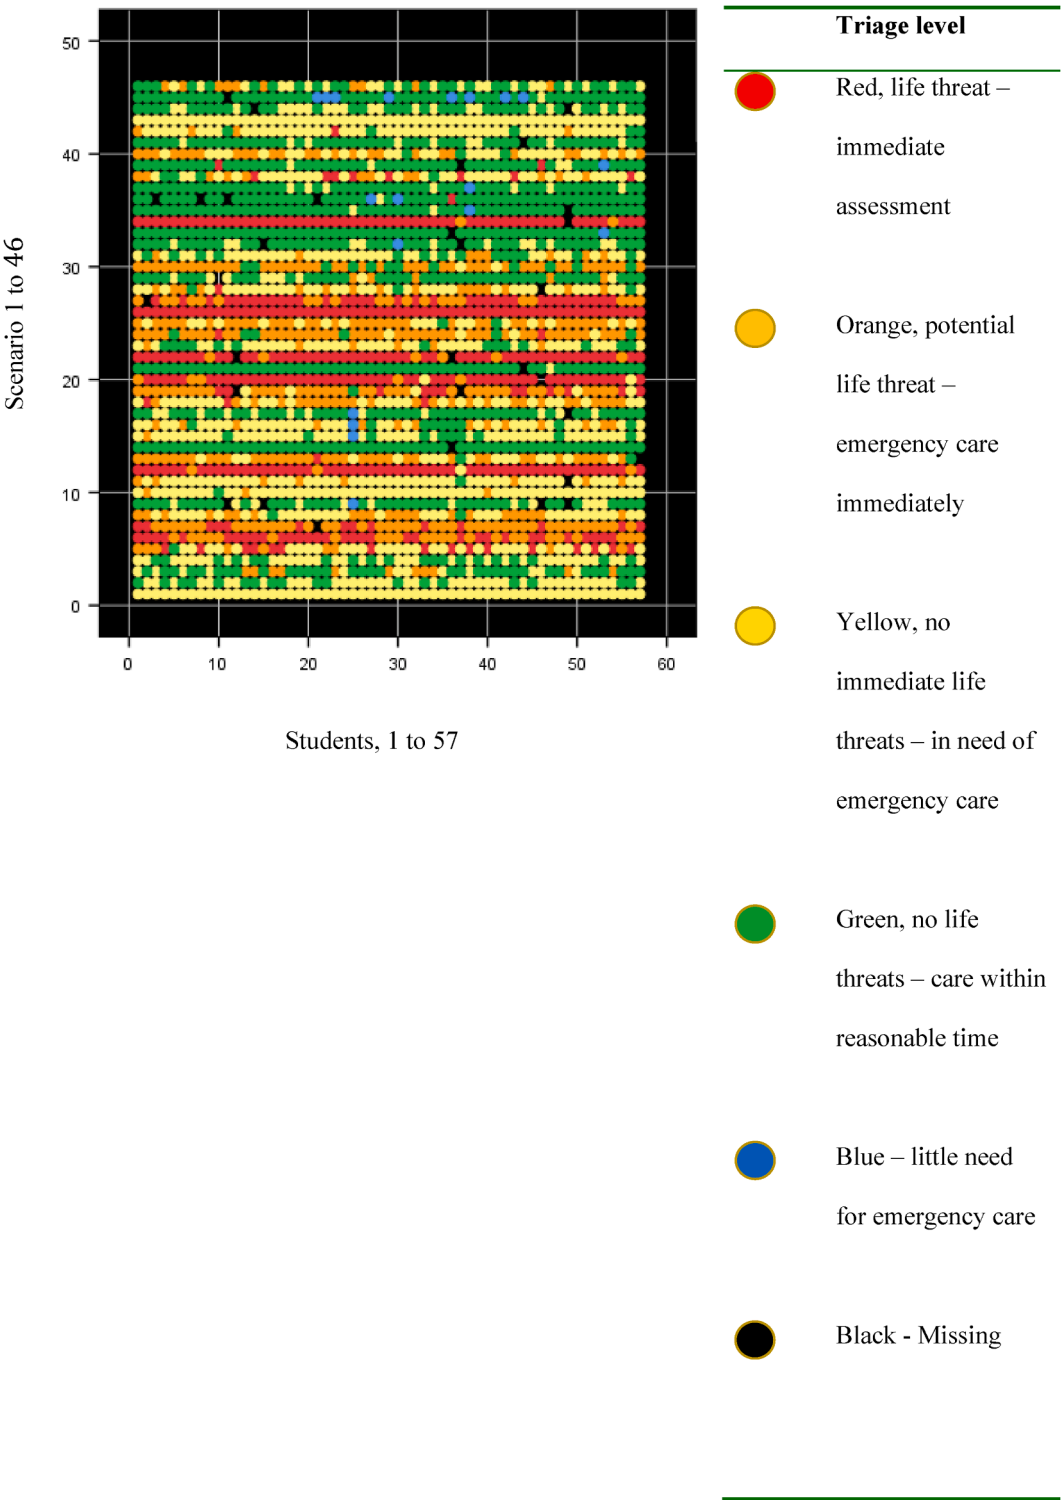 50
40
30
20
10
0
0 10 20 30 40 50 60
Scenario 1 to 46
Students, 1 to 57
Triage level
Red, life threat –
immediate
assessment
Orange, potential
life threat –
emergency care
immediately
Yellow, no
immediate life
threats – in need of
emergency care
Green, no life
threats – care within
reasonable time
Blue – little need
for emergency care
Black - Missing